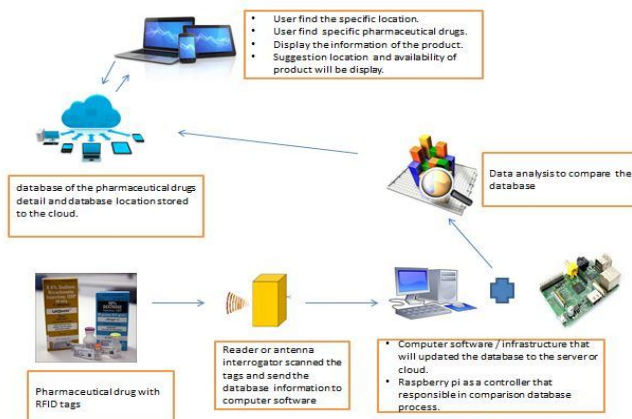 User find the specific location.
User find specific pharmaceutical drugs.
Display the information of the product.
Suggestion location and availability of
product will be display.
database of the pharmaceutical drugs
detail and database location stored
to the cloud.
Data analysis to compare the
database
Pharmaceutical drug with
RFID tags
Reader or antenna
interrogator scanned the
tags and send the
database information to
computer software
Computer software / infrastructure that
will updated the database to the server or
cloud.
Raspberry pi as a controller that
responsible in comparison database
process.